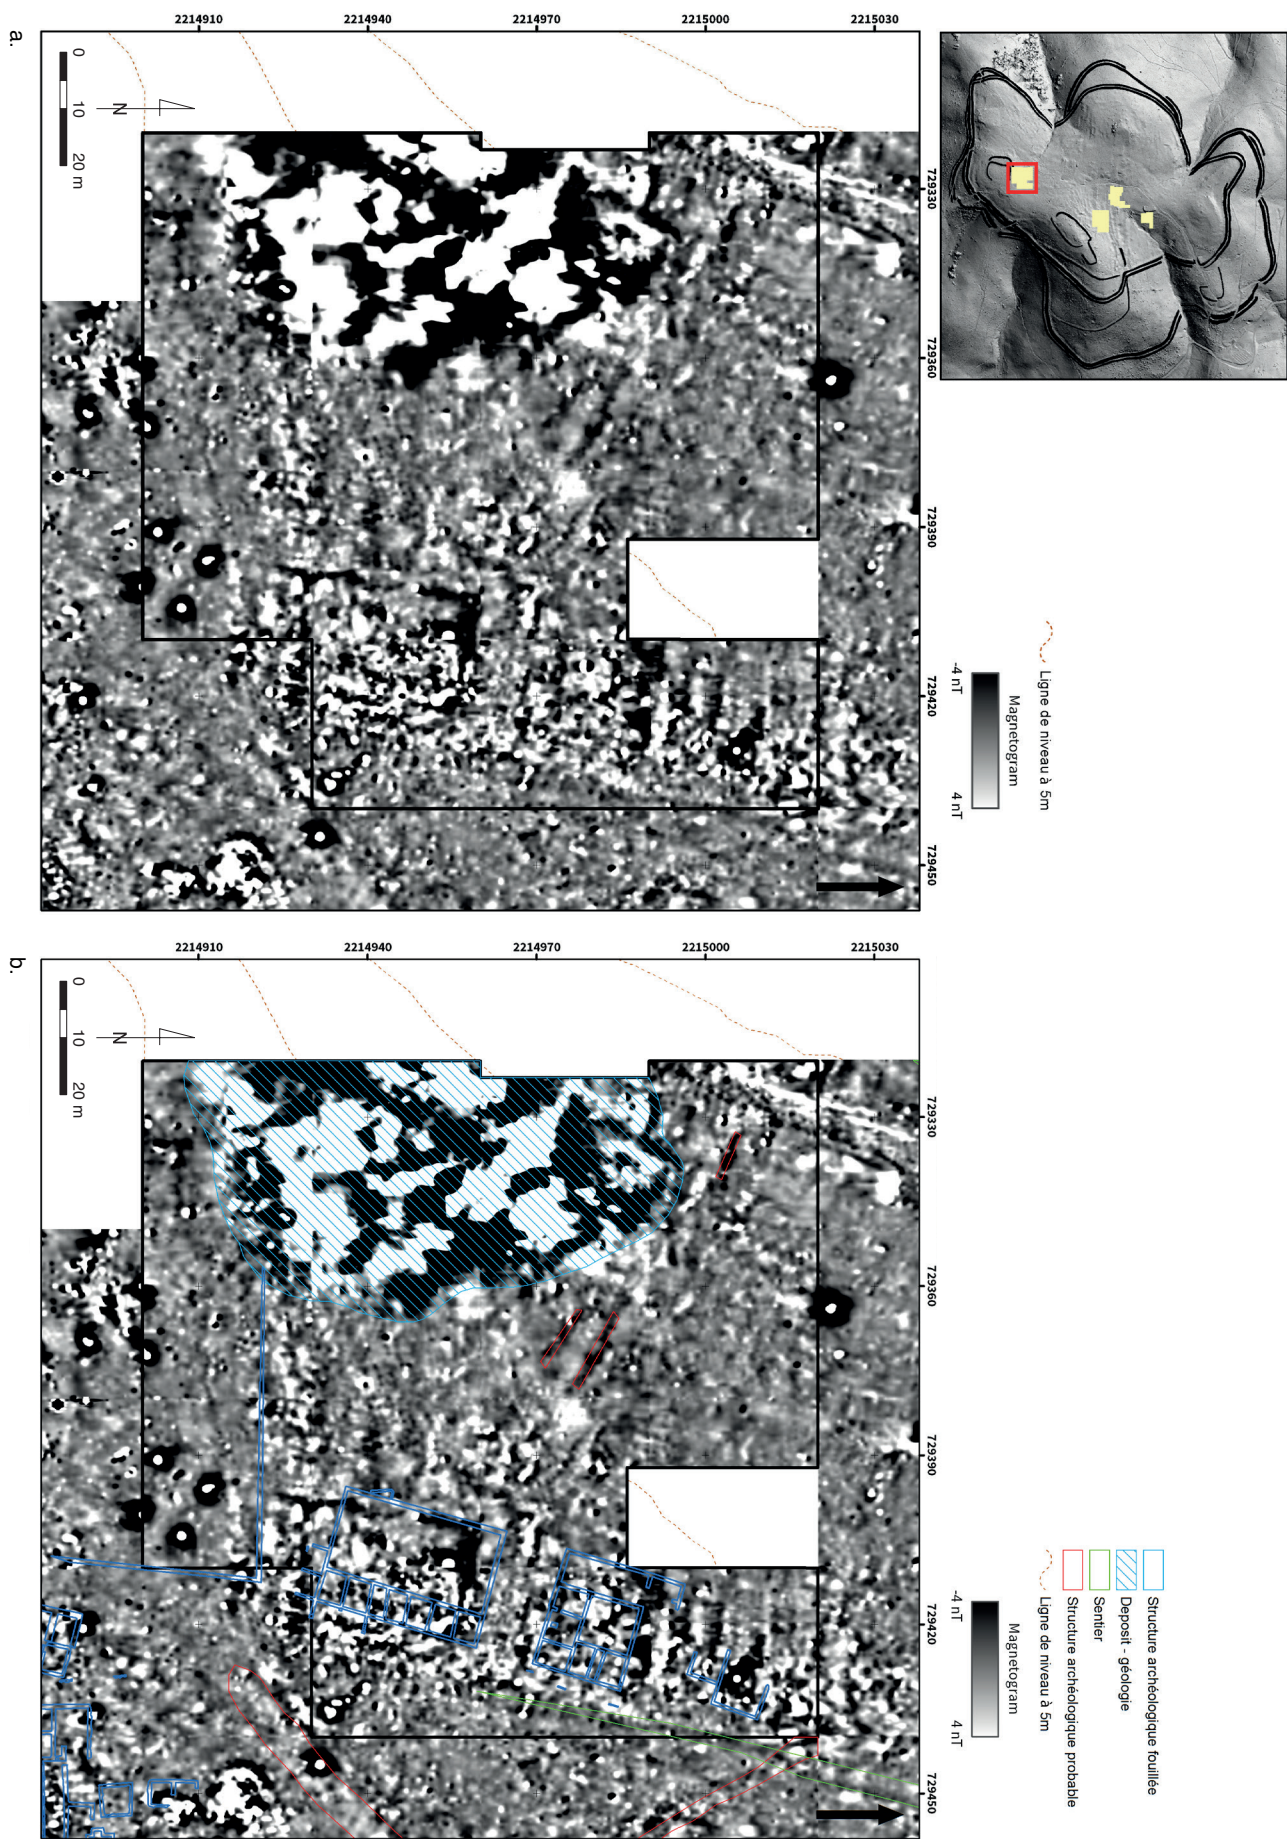 a.
2214910
2214940
2214970
2215000
2215030
729330
729360
729390
729420
729450
0
10
20 m
N
Ligne de niveau à 5m
Magnetogram
-4 nT
4 nT
b.
2214910
2214940
2214970
2215000
2215030
729330
729360
729390
729420
729450
0
10
20 m
N
Structure archéologique fouillée
Deposit - géologie
Sentier
Structure archéologique probable
Ligne de niveau à 5m
Magnetogram
-4 nT
4 nT